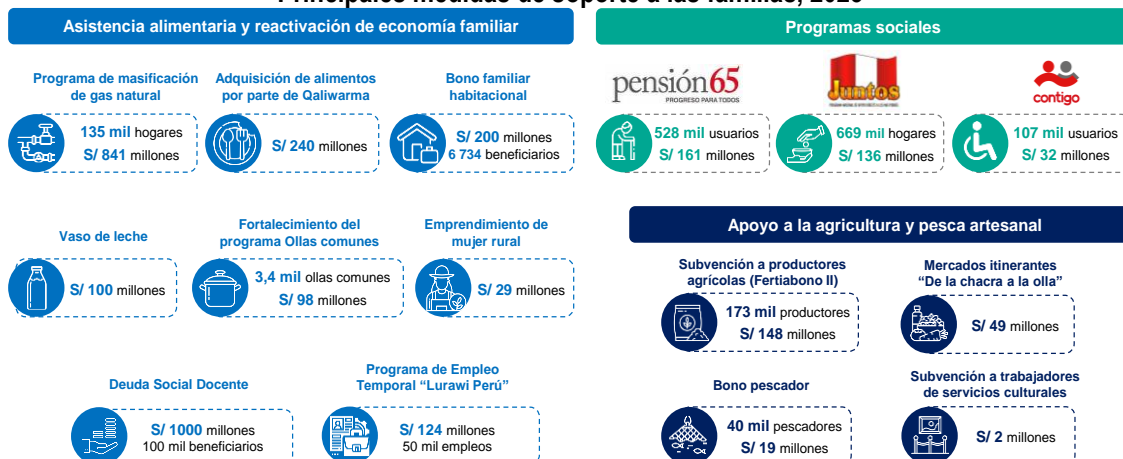 Principales medidas de soporte a las familias, 2023
Asistencia alimentaria y reactivación de economía familiar
Programa de masificación
de gas natural
135 mil hogares
S/ 841 millones
Adquisición de alimentos
por parte de Qaliwarma
S/ 240 millones
Bono familiar
habitacional
S/ 200 millones
6 734 beneficiarios
Vaso de leche
S/ 100 millones
Fortalecimiento del
programa Ollas comunes
3,4 mil ollas comunes
S/ 98 millones
Emprendimiento de
mujer rural
S/ 29 millones
Deuda Social Docente
S/ 1000 millones
100 mil beneficiarios
Programa de Empleo
Temporal “Lurawi Perú”
S/ 124 millones
50 mil empleos
Programas sociales
pensión65
PROGRESO PARA TODOS
528 mil usuarios
S/ 161 millones
Juntos
669 mil hogares
S/ 136 millones
contigo
107 mil usuarios
S/ 32 millones
Apoyo a la agricultura y pesca artesanal
Subvención a productores
agrícolas (Fertiabono II)
173 mil productores
S/ 148 millones
Mercados itinerantes
“De la chacra a la olla”
S/ 49 millones
Bono pescador
40 mil pescadores
S/ 19 millones
Subvención a trabajadores
de servicios culturales
S/ 2 millones